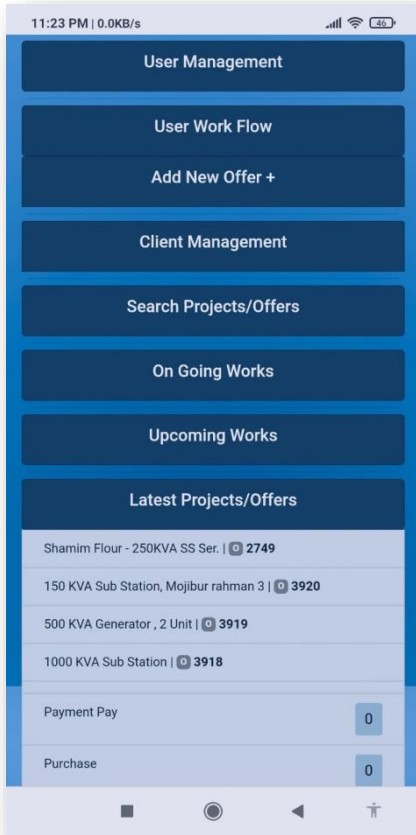 11:23 PM | 0.0KB/s 46
User Management
User Work Flow
Add New Offer +
Client Management
Search Projects/Offers
On Going Works
Upcoming Works
Latest Projects/Offers
Shamim Flour - 250KVA SS Ser. | O 2749
150 KVA Sub Station, Mojibur rahman 3 | O 3920
500 KVA Generator , 2 Unit | O 3919
1000 KVA Sub Station | O 3918
Payment Pay 0
Purchase 0